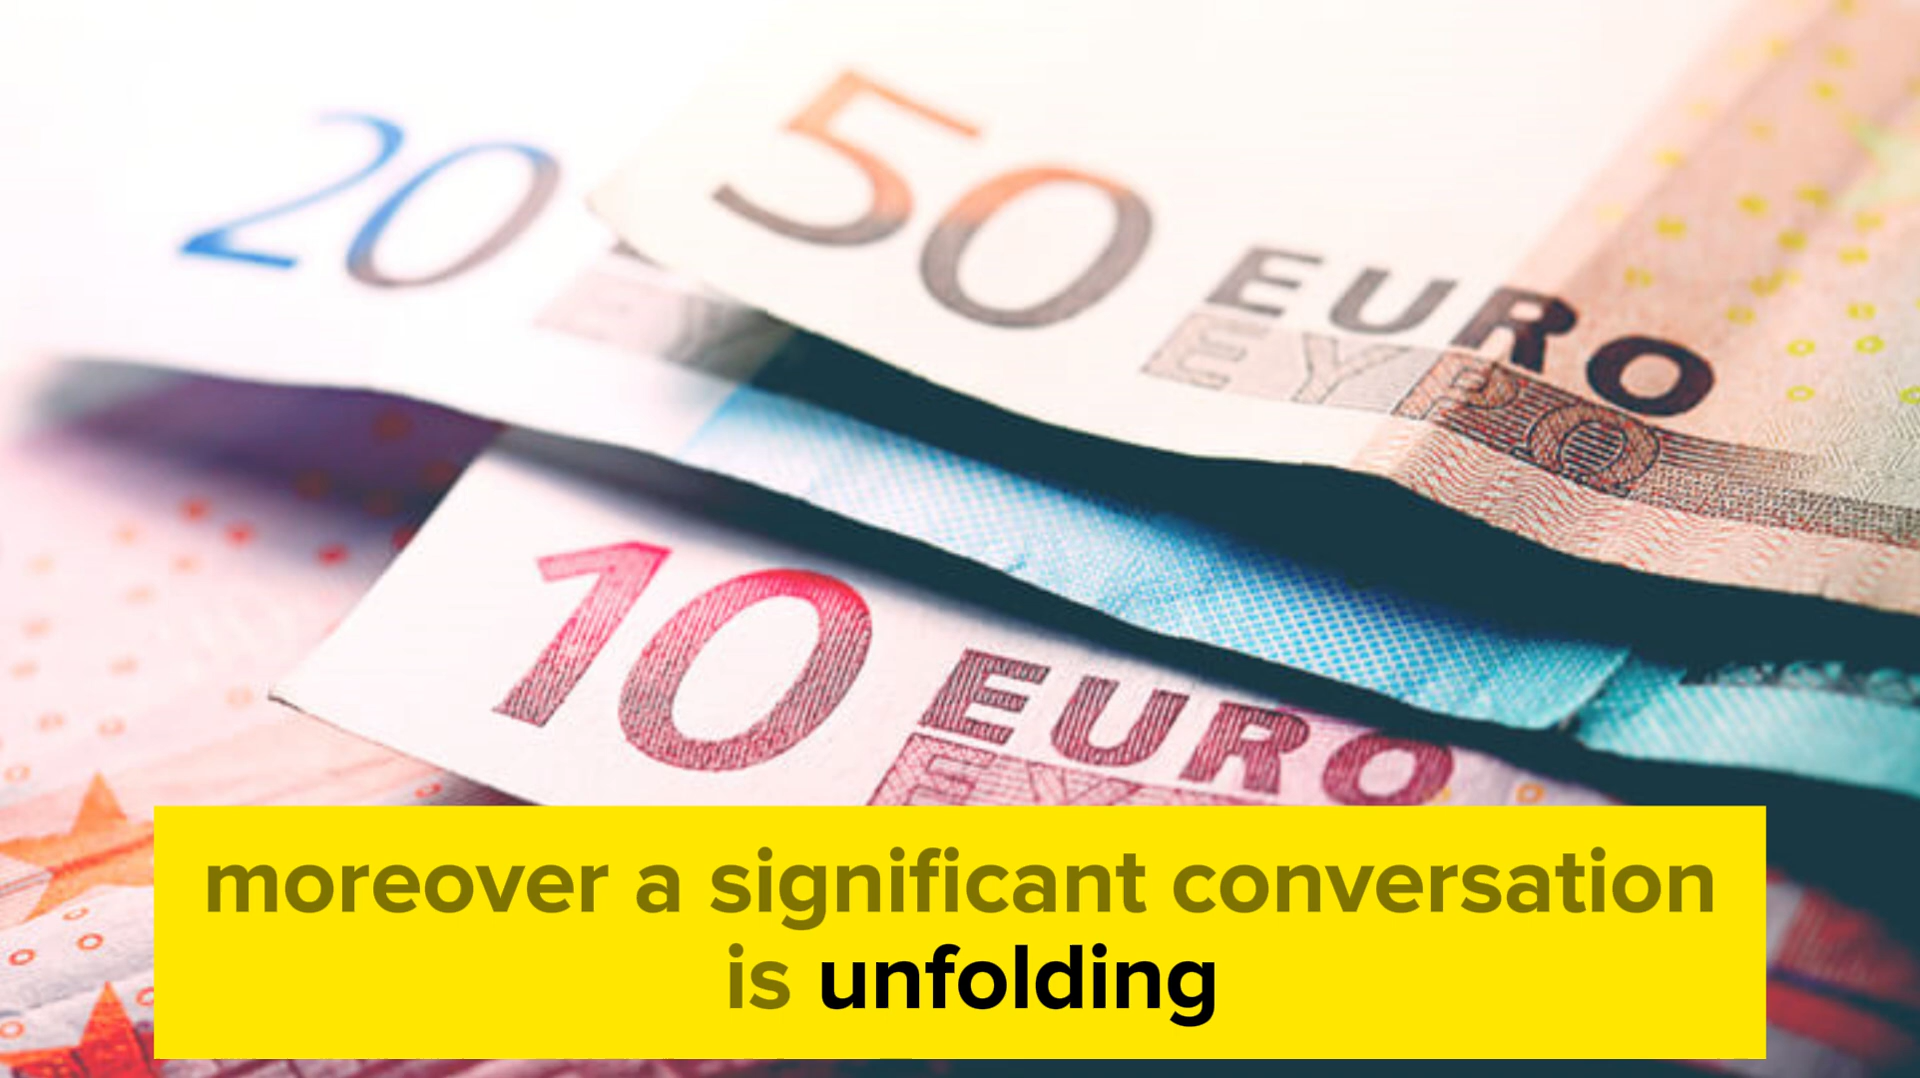 20
50
EURO
ΕΥΡΩ
10
EURO
moreover a significant conversation
is unfolding